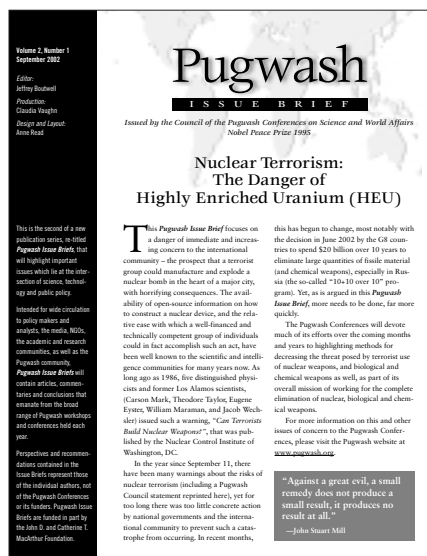 Volume 2, Number 1
September 2002
Editor:
Jeffrey Boutwell
Production:
Claudia Vaughn
Design and Layout:
Anne Read
Pugwash
ISSUE BRIEF
Issued by the Council of the Pugwash Conferences on Science and World Affairs
Nobel Peace Prize 1995
Nuclear Terrorism:
The Danger of
Highly Enriched Uranium (HEU)
This is the second of a new
publication series, re-titled
Pugwash Issue Briefs, that
will highlight important
issues which lie at the inter-
section of science, technol-
ogy and public policy.
Intended for wide circulation
to policy makers and
analysts, the media, NGOs,
the academic and research
communities, as well as the
Pugwash community,
Pugwash Issue Briefs will
contain articles, commen-
taries and conclusions that
emanate from the broad
range of Pugwash workshops
and conferences held each
year.
Perspectives and recommen-
dations contained in the
Issue Briefs represent those
of the individual authors, not
of the Pugwash Conferences
or its funders. Pugwash Issue
Briefs are funded in part by
the John D. and Catherine T.
MacArthur Foundation.
This Pugwash Issue Brief focuses on
a danger of immediate and increas-
ing concern to the international
community – the prospect that a terrorist
group could manufacture and explode a
nuclear bomb in the heart of a major city,
with horrifying consequences. The avail-
ability of open-source information on how
to construct a nuclear device, and the rela-
tive ease with which a well-financed and
technically competent group of individuals
could in fact accomplish such an act, have
been well known to the scientific and intelli-
gence communities for many years now. As
long ago as 1986, five distinguished physi-
cists and former Los Alamos scientists,
(Carson Mark, Theodore Taylor, Eugene
Eyster, William Maraman, and Jacob Wech-
sler) issued such a warning, "Can Terrorists
Build Nuclear Weapons?", that was pub-
lished by the Nuclear Control Institute of
Washington, DC.
In the year since September 11, there
have been many warnings about the risks of
nuclear terrorism (including a Pugwash
Council statement reprinted here), yet for
too long there was too little concrete action
by national governments and the interna-
tional community to prevent such a catas-
trophe from occurring. In recent months,
this has begun to change, most notably with
the decision in June 2002 by the G8 coun-
tries to spend $20 billion over 10 years to
eliminate large quantities of fissile material
(and chemical weapons), especially in Rus-
sia (the so-called "10+10 over 10" pro-
gram). Yet, as is argued in this Pugwash
Issue Brief, more needs to be done, far more
quickly.
The Pugwash Conferences will devote
much of its efforts over the coming months
and years to highlighting methods for
decreasing the threat posed by terrorist use
of nuclear weapons, and biological and
chemical weapons as well, as part of its
overall mission of working for the complete
elimination of nuclear, biological and chem-
ical weapons.
For more information on this and other
issues of concern to the Pugwash Confer-
ences, please visit the Pugwash website at
www.pugwash.org.
"Against a great evil, a small
remedy does not produce a
small result, it produces no
result at all."
—John Stuart Mill